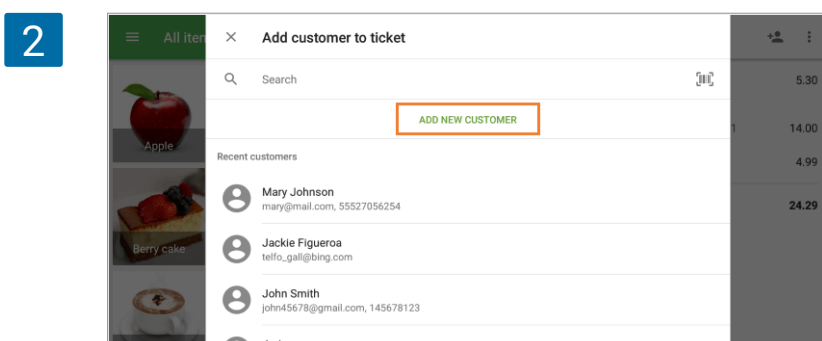 2
All item
Add customer to ticket
Search
5.30
ADD NEW CUSTOMER
1 14.00
Apple
Recent customers
4.99
Mary Johnson
mary@mail.com, 55527056254
24.29
Berry cake
Jackie Figueroa
telfo_gall@bing.com
John Smith
john45678@gmail.com, 145678123